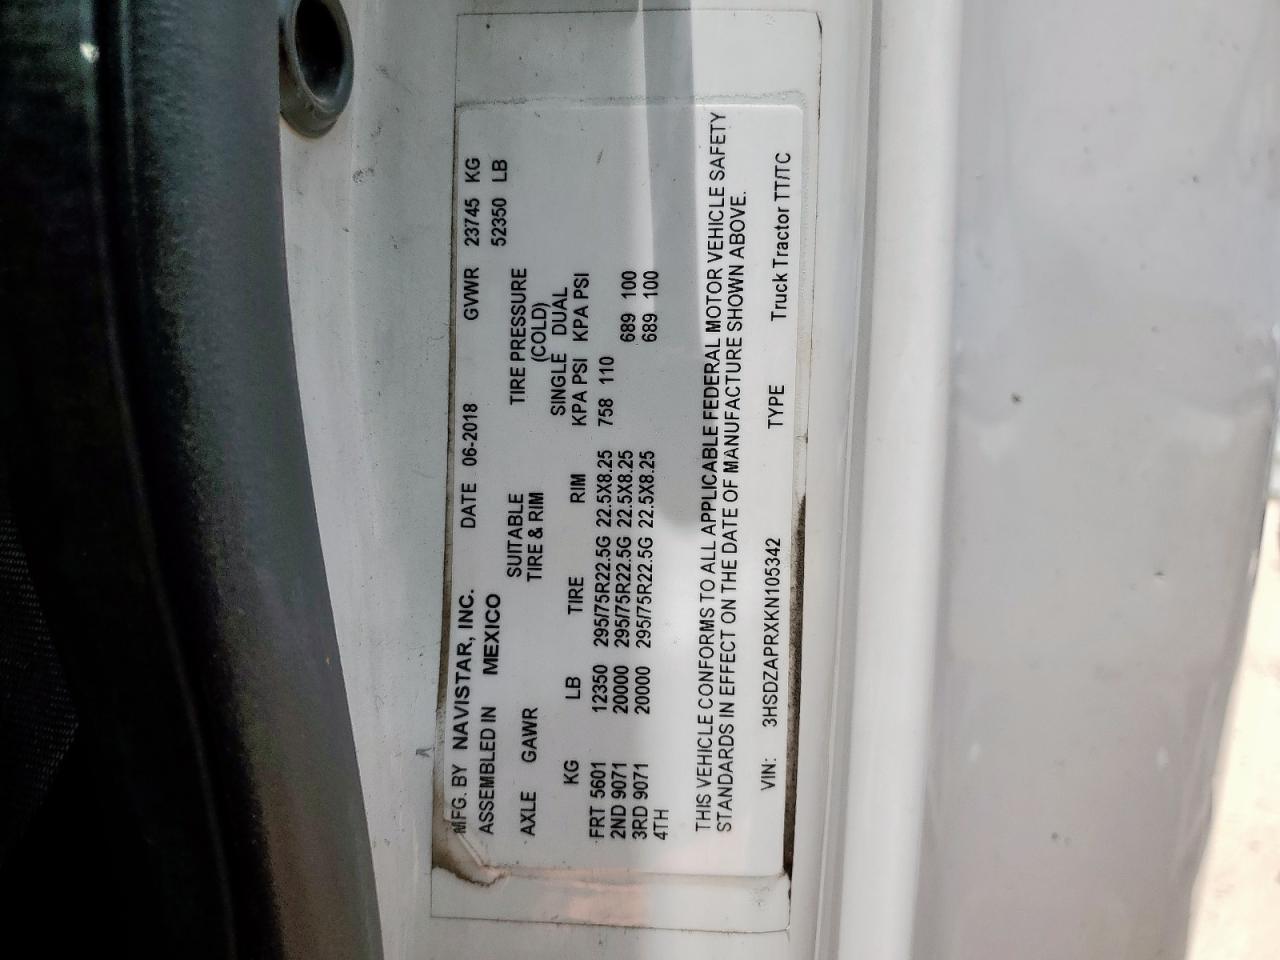 MFG. BY NAVISTAR, INC. DATE 06-2018 GVWR 23745 KG
ASSEMBLED IN MEXICO 52350 LB
AXLE GAWR SUITABLE TIRE PRESSURE
TIRE & RIM (COLD)
SINGLE DUAL
KG LB TIRE RIM KPA PSI KPA PSI
FRT 5601 12350 295/75R22.5G 22.5X8.25 758 110
2ND 9071 20000 295/75R22.5G 22.5X8.25 689 100
3RD 9071 20000 295/75R22.5G 22.5X8.25 689 100
4TH
THIS VEHICLE CONFORMS TO ALL APPLICABLE FEDERAL MOTOR VEHICLE SAFETY
STANDARDS IN EFFECT ON THE DATE OF MANUFACTURE SHOWN ABOVE.
VIN: 3HSDZAPRXKN105342 TYPE Truck Tractor TT/TC